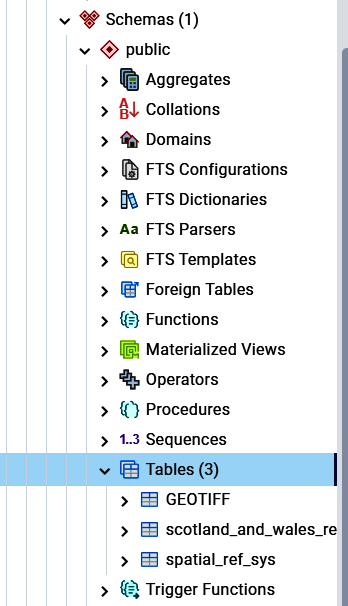 Schemas (1)
public
Aggregates
Collations
Domains
FTS Configurations
FTS Dictionaries
Aa FTS Parsers
FTS Templates
Foreign Tables
Functions
Materialized Views
Operators
Procedures
1..3 Sequences
Tables (3)
GEOTIFF
scotland_and_wales_re
spatial_ref_sys
Trigger Functions